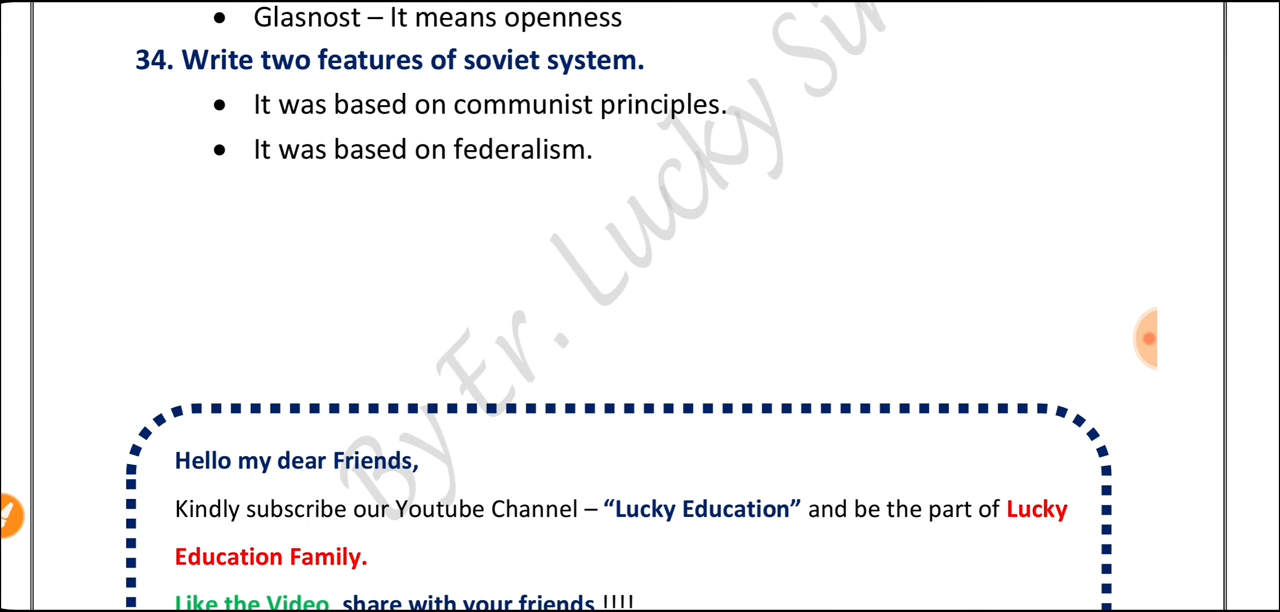 • Glasnost – It means openness
34. Write two features of soviet system.
• It was based on communist principles.
• It was based on federalism.
By Er. Lucky
Hello my dear Friends,
Kindly subscribe our Youtube Channel – “Lucky Education” and be the part of Lucky
Education Family.
Like the Video, share with your friends !!!!